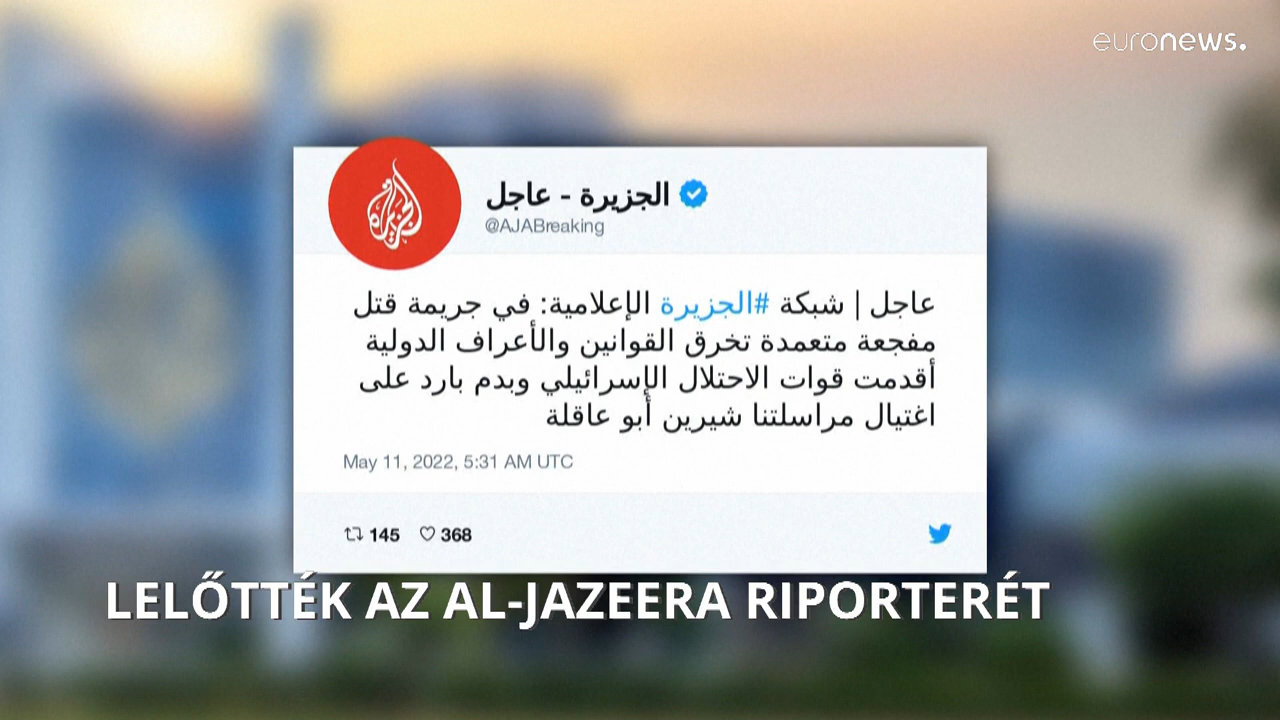 euronews.
الجزيرة - عاجل
@AJABreaking
عاجل | شبكة #الجزيرة الإعلامية: في جريمة قتل
مفجعة متعمدة تخرق القوانين والأعراف الدولية
أقدمت قوات الاحتلال الإسرائيلي وبدم بارد على
اغتيال مراسلتنا شيرين أبو عاقلة
May 11, 2022, 5:31 AM UTC
145 368
LELŐTTÉK AZ AL-JAZEERA RIPORTERÉT